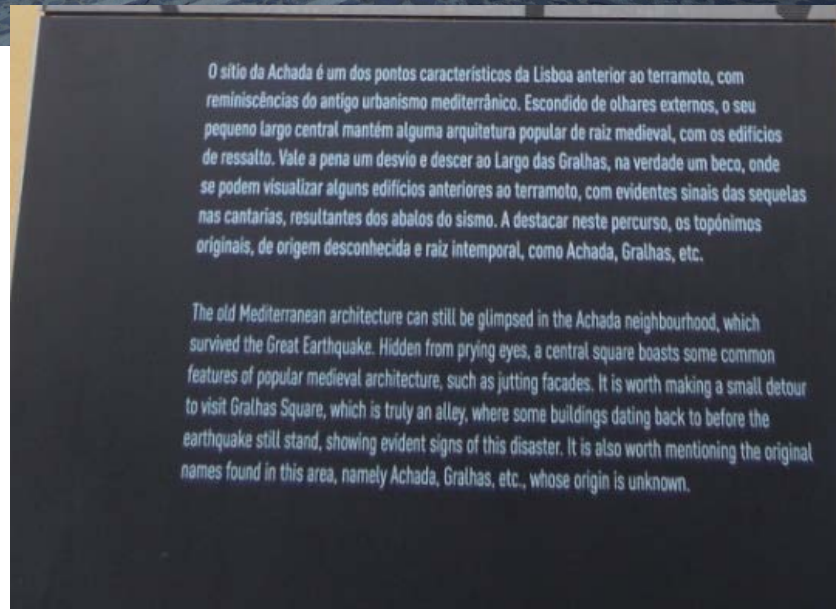 O sítio da Achada é um dos pontos característicos da Lisboa anterior ao terramoto, com
reminiscências do antigo urbanismo mediterrânico. Escondido de olhares externos, o seu
pequeno largo central mantém alguma arquitetura popular de raiz medieval, com os edifícios
de ressalto. Vale a pena um desvio e descer ao Largo das Gralhas, na verdade um beco, onde
se podem visualizar alguns edifícios anteriores ao terramoto, com evidentes sinais das sequelas
nas cantarias, resultantes dos abalos do sismo. A destacar neste percurso, os topónimos
originais, de origem desconhecida e raiz intemporal, como Achada, Gralhas, etc.
The old Mediterranean architecture can still be glimpsed in the Achada neighbourhood, which
survived the Great Earthquake. Hidden from prying eyes, a central square boasts some common
features of popular medieval architecture, such as jutting facades. It is worth making a small detour
to visit Gralhas Square, which is truly an alley, where some buildings dating back to before the
earthquake still stand, showing evident signs of this disaster. It is also worth mentioning the original
names found in this area, namely Achada, Gralhas, etc., whose origin is unknown.